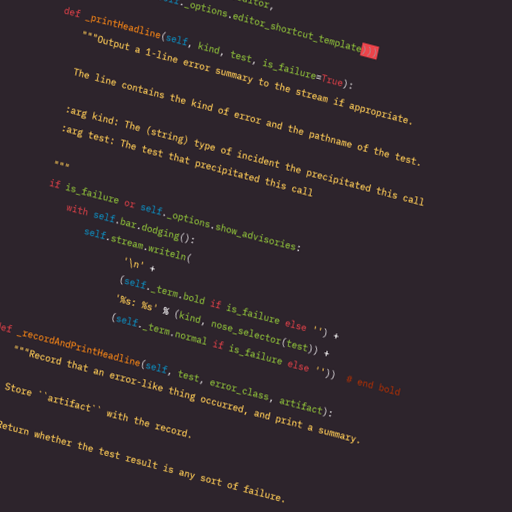 ._options.editor_shortcut_template)))
def _printHeadline(self, kind, test, is_failure=True):
"""Output a 1-line error summary to the stream if appropriate.
The line contains the kind of error and the pathname of the test.
:arg kind: The (string) type of incident the precipitated this call
:arg test: The test that precipitated this call
"""
if is_failure or self._options.show_advisories:
with self.bar.dodging():
self.stream.writeln(
'\n' +
(self._term.bold if is_failure else '') +
'%s: %s' % (kind, nose_selector(test)) +
(self._term.normal if is_failure else ''))  # end bold
def _recordAndPrintHeadline(self, test, error_class, artifact):
"""Record that an error-like thing occurred, and print a summary.
Store ``artifact`` with the record.
Return whether the test result is any sort of failure.